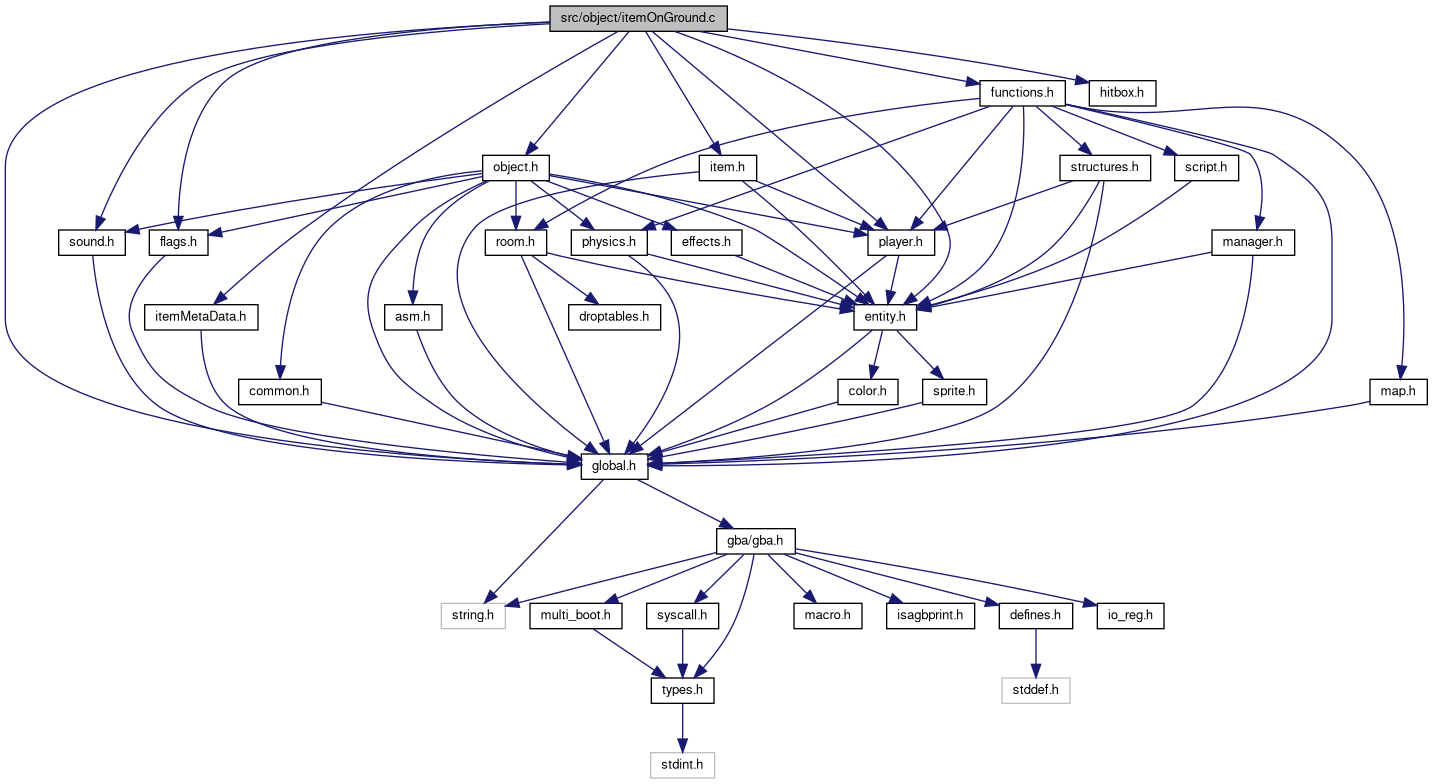 src/object/itemOnGround.c
functions.h
hitbox.h
object.h
item.h
structures.h
script.h
sound.h
flags.h
room.h
physics.h
effects.h
player.h
manager.h
itemMetaData.h
asm.h
droptables.h
entity.h
common.h
color.h
sprite.h
map.h
global.h
gba/gba.h
string.h
multi_boot.h
syscall.h
macro.h
isagbprint.h
defines.h
io_reg.h
types.h
stddef.h
stdint.h